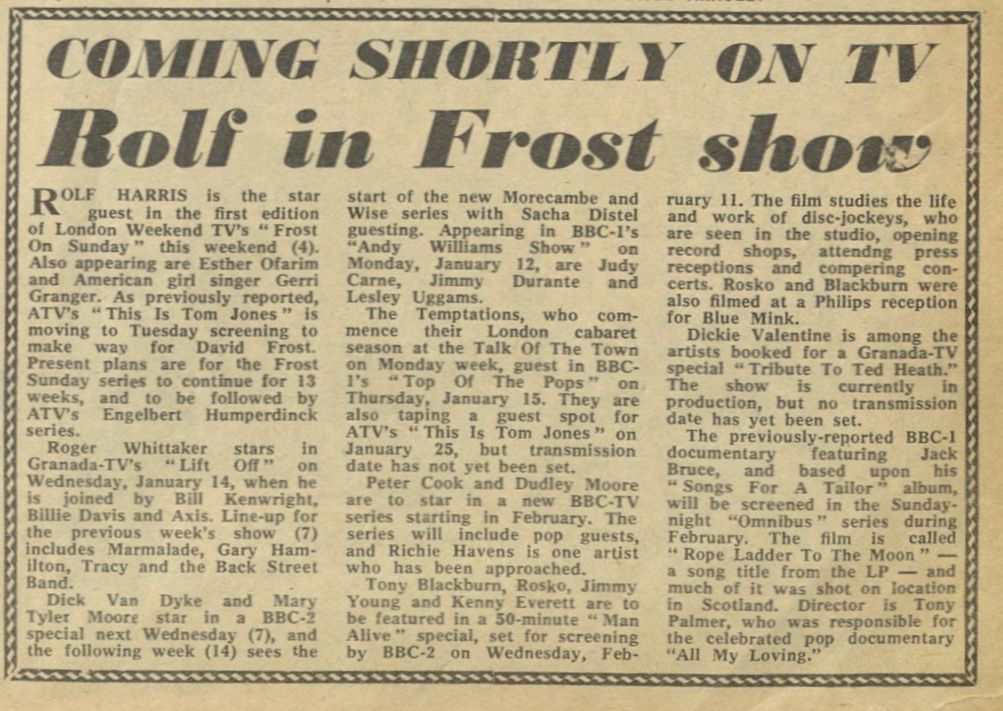 COMING SHORTLY ON TV
Rolf in Frost show
ROLF HARRIS is the star
guest in the first edition
of London Weekend TV's " Frost
On Sunday " this weekend (4).
Also appearing are Esther Ofarim
and American girl singer Gerri
Granger. As previously reported,
ATV's " This Is Tom Jones " is
moving to Tuesday screening to
make way for David Frost.
Present plans are for the Frost
Sunday series to continue for 13
weeks, and to be followed by
ATV's Engelbert Humperdinck
series.
Roger Whittaker stars in
Granada-TV's " Lift Off " on
Wednesday, January 14, when he
is joined by Bill Kenwright,
Billie Davis and Axis. Line-up for
the previous week's show (7)
includes Marmalade, Gary Ham-
ilton, Tracy and the Back Street
Band.
Dick Van Dyke and Mary
Tyler Moore star in a BBC-2
special next Wednesday (7), and
the following week (14) sees the
start of the new Morecambe and
Wise series with Sacha Distel
guesting. Appearing in BBC-1's
"Andy Williams Show " on
Monday, January 12, are Judy
Carne, Jimmy Durante and
Lesley Uggams.
The Temptations, who com-
mence their London cabaret
season at the Talk Of The Town
on Monday week, guest in BBC-
1's " Top Of The Pops " on
Thursday, January 15. They are
also taping a guest spot for
ATV's " This Is Tom Jones " on
January 25, but transmission
date has not yet been set.
Peter Cook and Dudley Moore
are to star in a new BBC-TV
series starting in February. The
series will include pop guests,
and Richie Havens is one artist
who has been approached.
Tony Blackburn, Rosko, Jimmy
Young and Kenny Everett are to
be featured in a 50-minute " Man
Alive " special, set for screening
by BBC-2 on Wednesday, Feb-
ruary 11. The film studies the life
and work of disc-jockeys, who
are seen in the studio, opening
record shops, attendng press
receptions and compering con-
certs. Rosko and Blackburn were
also filmed at a Philips reception
for Blue Mink.
Dickie Valentine is among the
artists booked for a Granada-TV
special " Tribute To Ted Heath."
The show is currently in
production, but no transmission
date has yet been set.
The previously-reported BBC-1
documentary featuring Jack
Bruce, and based upon his
" Songs For A Tailor " album,
will be screened in the Sunday-
night "Omnibus " series during
February. The film is called
" Rope Ladder To The Moon " —
a song title from the LP — and
much of it was shot on location
in Scotland. Director is Tony
Palmer, who was responsible for
the celebrated pop documentary
"All My Loving."